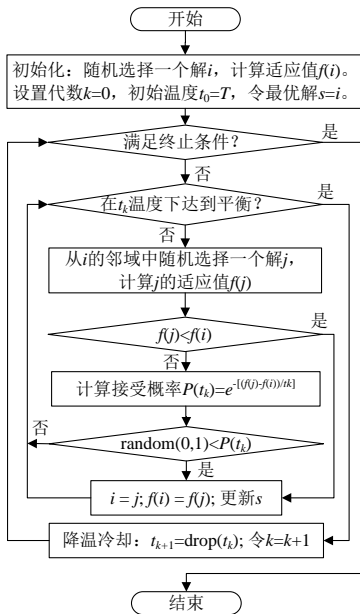 开始
初始化：随机选择一个解i，计算适应值f(i)。
设置代数k=0，初始温度t₀=T，令最优解s=i。
满足终止条件？
是
否
在tₖ温度下达到平衡？
是
否
从i的邻域中随机选择一个解j，
计算j的适应值f(j)
f(j)<f(i)
是
否
计算接受概率P(tₖ)=e^-[(f(j)-f(i))/tk]
否
random(0,1)<P(tₖ)
是
i = j; f(i) = f(j); 更新s
降温冷却：tₖ₊₁=drop(tₖ); 令k=k+1
结束